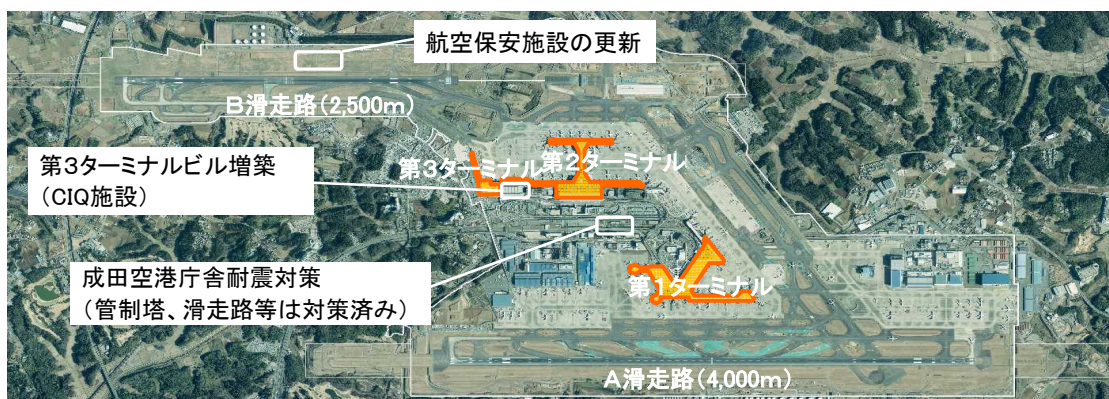 航空保安施設の更新
B滑走路(2,500m)
第3ターミナルビル増築
(CIQ施設)
第3ターミナル
第2ターミナル
成田空港庁舎耐震対策
(管制塔、滑走路等は対策済み)
第1ターミナル
A滑走路(4,000m)